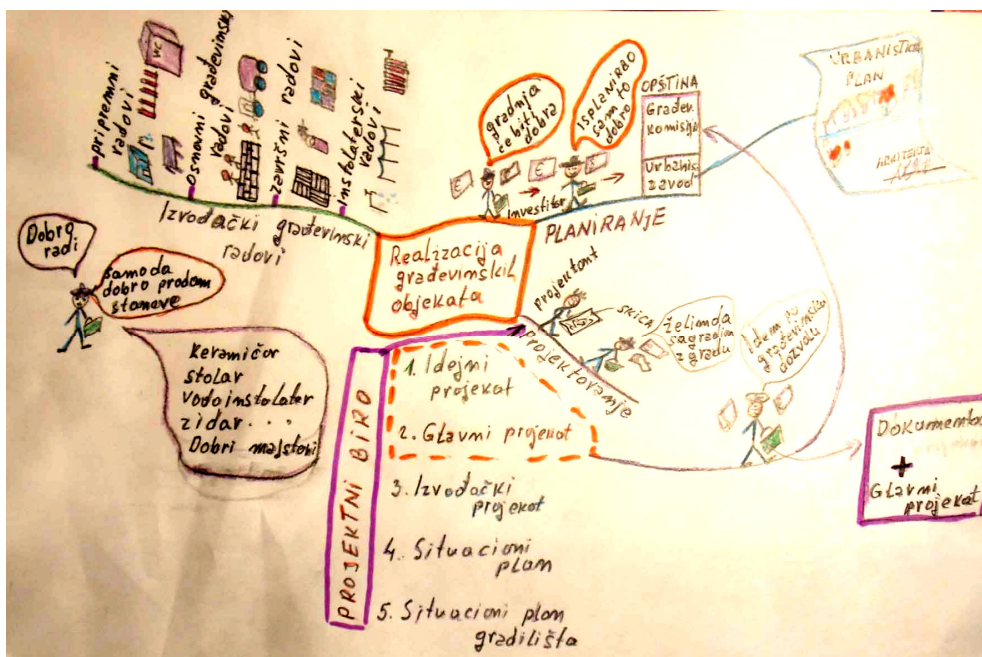 pripremni
radovi
WC
osnovni građevinski
radovi
završni radovi
instalaterski
radovi
Izvođački građevinski
radovi
Dobro
radi
samo da
dobro prodam
stanove
keramičar
stolar
vodoinstalater
zidar . . .
Dobri majstori
gradnja
će biti
dobra
Isplanirao
sam to
dobro
Investitor
OPŠTINA
Građev.
komisija
Urbanis.
zavod
PLANIRANJE
URBANISTIČKI
PLAN
Realizacija
građevinskih
objekata
projektant
SKICA
projektovanje
želim da
sagradim
zgradu
Idem po
građevinsku
dozvolu
PROJEKTNI BIRO
1. Idejni
projekat
2. Glavni projekat
3. Izvođački
projekat
4. Situacioni
plan
5. Situacioni plan
gradilišta
+
Glavni
projekat